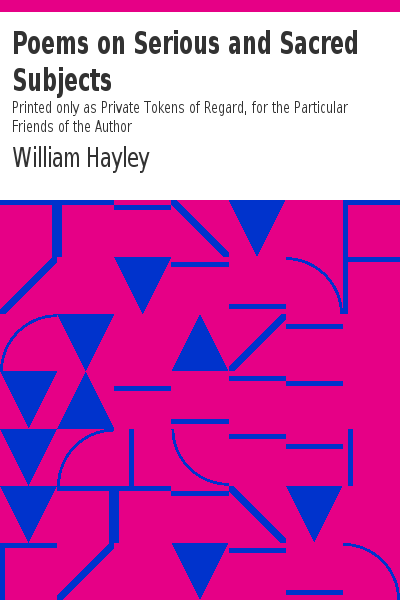 Poems on Serious and Sacred
Subjects
Printed only as Private Tokens of Regard, for the Particular
Friends of the Author
William Hayley